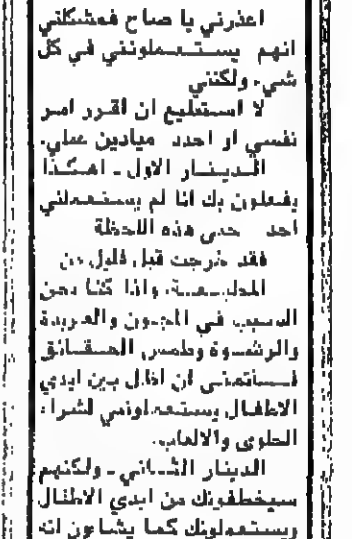 اعذرني يا صاح فمشكلتي
انهم يستعملونني في كل
شيء ولكنني
لا استطيع ان اقرر امر
نفسي او احدد ميادين عملي.
الدينار الاول - اهكذا
يفعلون بك انا لم يستعملني
احد حتى هذه اللحظة
فقد خرجت قبل قليل من
المطبعة، واذا كنا نحن
السبب في المجون والعربدة
والرشوة وطمس الحقائق
فسأتمنى ان اظل بين ايدي
الاطفال يستعملونني لشراء
الحلوى والالعاب.
الدينار الثاني - ولكنهم
سيخطفونك من ايدي الاطفال
ويستعملونك كما يشاءون انه